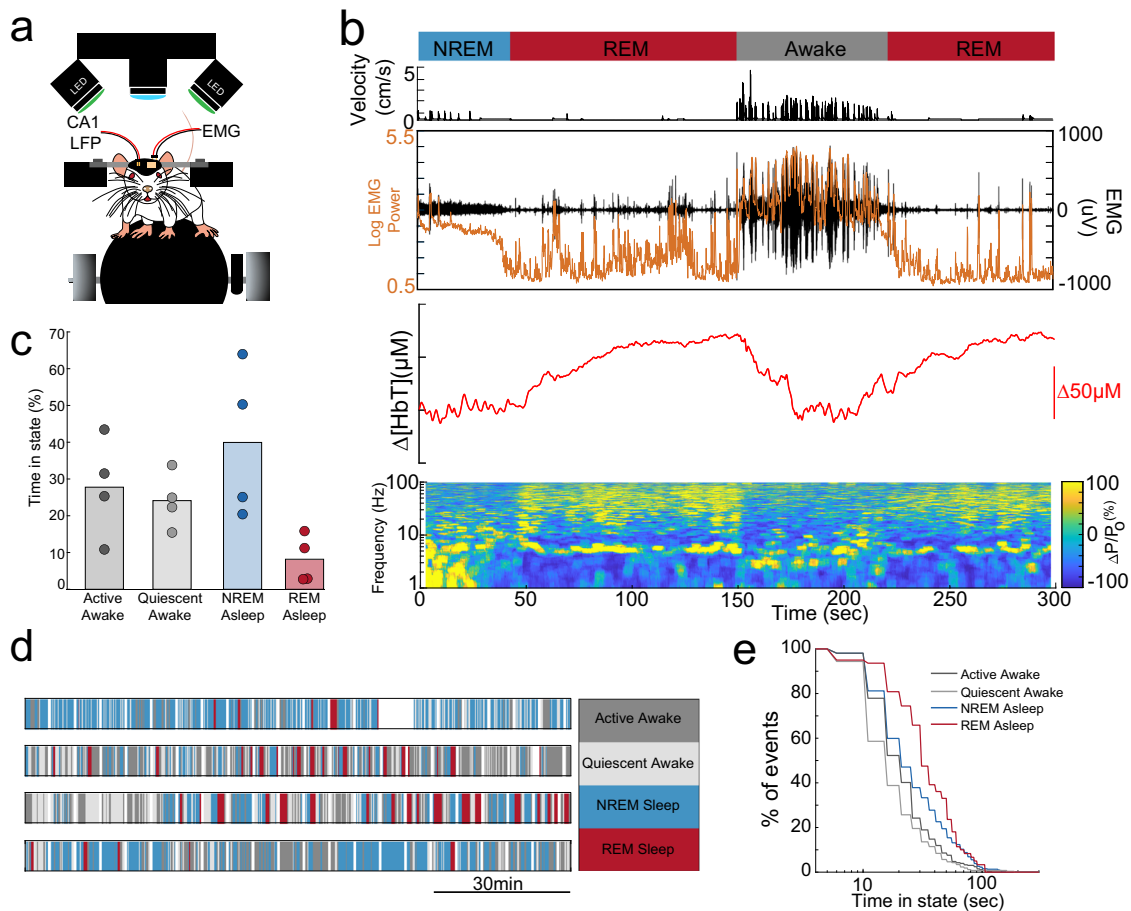 a
LED
LED
CA1
LFP
EMG
b
NREM
REM
Awake
REM
Velocity
(cm/s)
5
0
5.5
Log EMG
Power
0.5
1000
0
-1000
EMG
(uV)
Δ[HbT](µM)
Δ50µM
Frequency (Hz)
100
10
1
0
50
100
150
200
250
300
Time (sec)
100
0
-100
ΔP/Po(%)
c
Time in state (%)
70
60
50
40
30
20
10
0
Active
Awake
Quiescent
Awake
NREM
Asleep
REM
Asleep
d
Active Awake
Quiescent Awake
NREM Sleep
REM Sleep
30min
e
% of events
100
80
60
40
20
0
10
100
Time in state (sec)
Active Awake
Quiescent Awake
NREM Asleep
REM Asleep